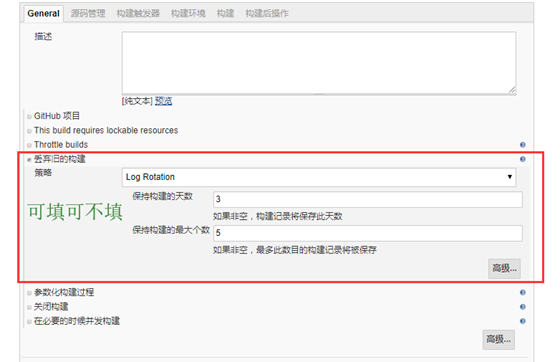 General 源码管理 构建触发器 构建环境 构建 构建后操作
描述
[纯文本] 预览
GitHub 项目
This build requires lockable resources
Throttle builds
丢弃旧的构建
策略 Log Rotation
可填可不填
保持构建的天数 3
如果非空，构建记录将保存此天数
保持构建的最大个数 5
如果非空，最多此数目的构建记录将被保存
高级...
参数化构建过程
关闭构建
在必要的时候并发构建
高级...